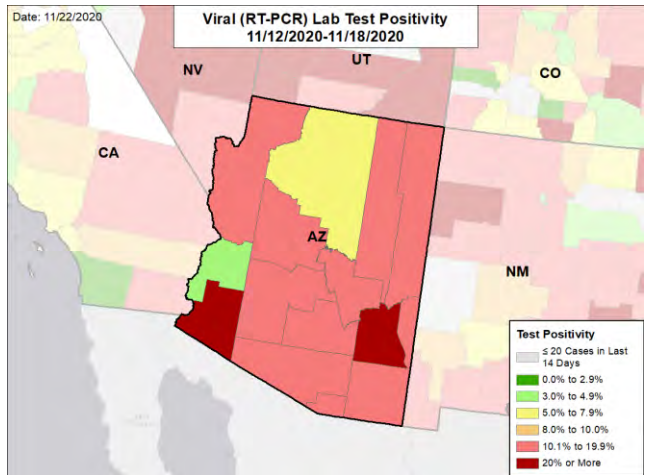 Date: 11/22/2020
Viral (RT-PCR) Lab Test Positivity
11/12/2020-11/18/2020
NV
UT
CO
CA
AZ
NM
Test Positivity
≤ 20 Cases in Last
14 Days
0.0% to 2.9%
3.0% to 4.9%
5.0% to 7.9%
8.0% to 10.0%
10.1% to 19.9%
20% or More